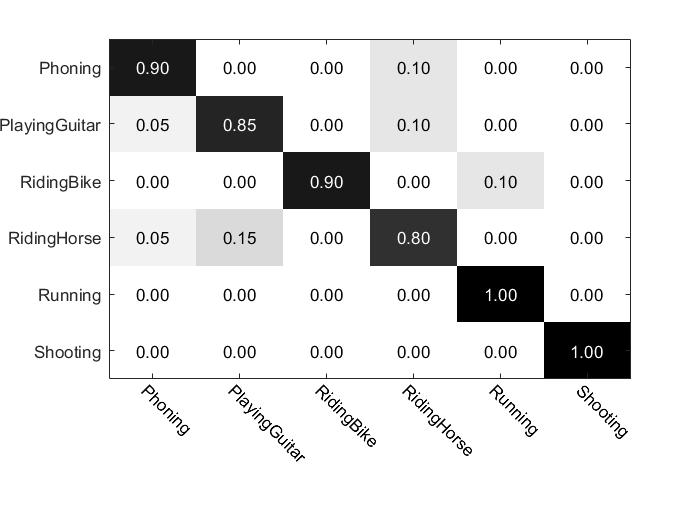 Phoning 0.90 0.00 0.00 0.10 0.00 0.00
PlayingGuitar 0.05 0.85 0.00 0.10 0.00 0.00
RidingBike 0.00 0.00 0.90 0.00 0.10 0.00
RidingHorse 0.05 0.15 0.00 0.80 0.00 0.00
Running 0.00 0.00 0.00 0.00 1.00 0.00
Shooting 0.00 0.00 0.00 0.00 0.00 1.00
Phoning PlayingGuitar RidingBike RidingHorse Running Shooting